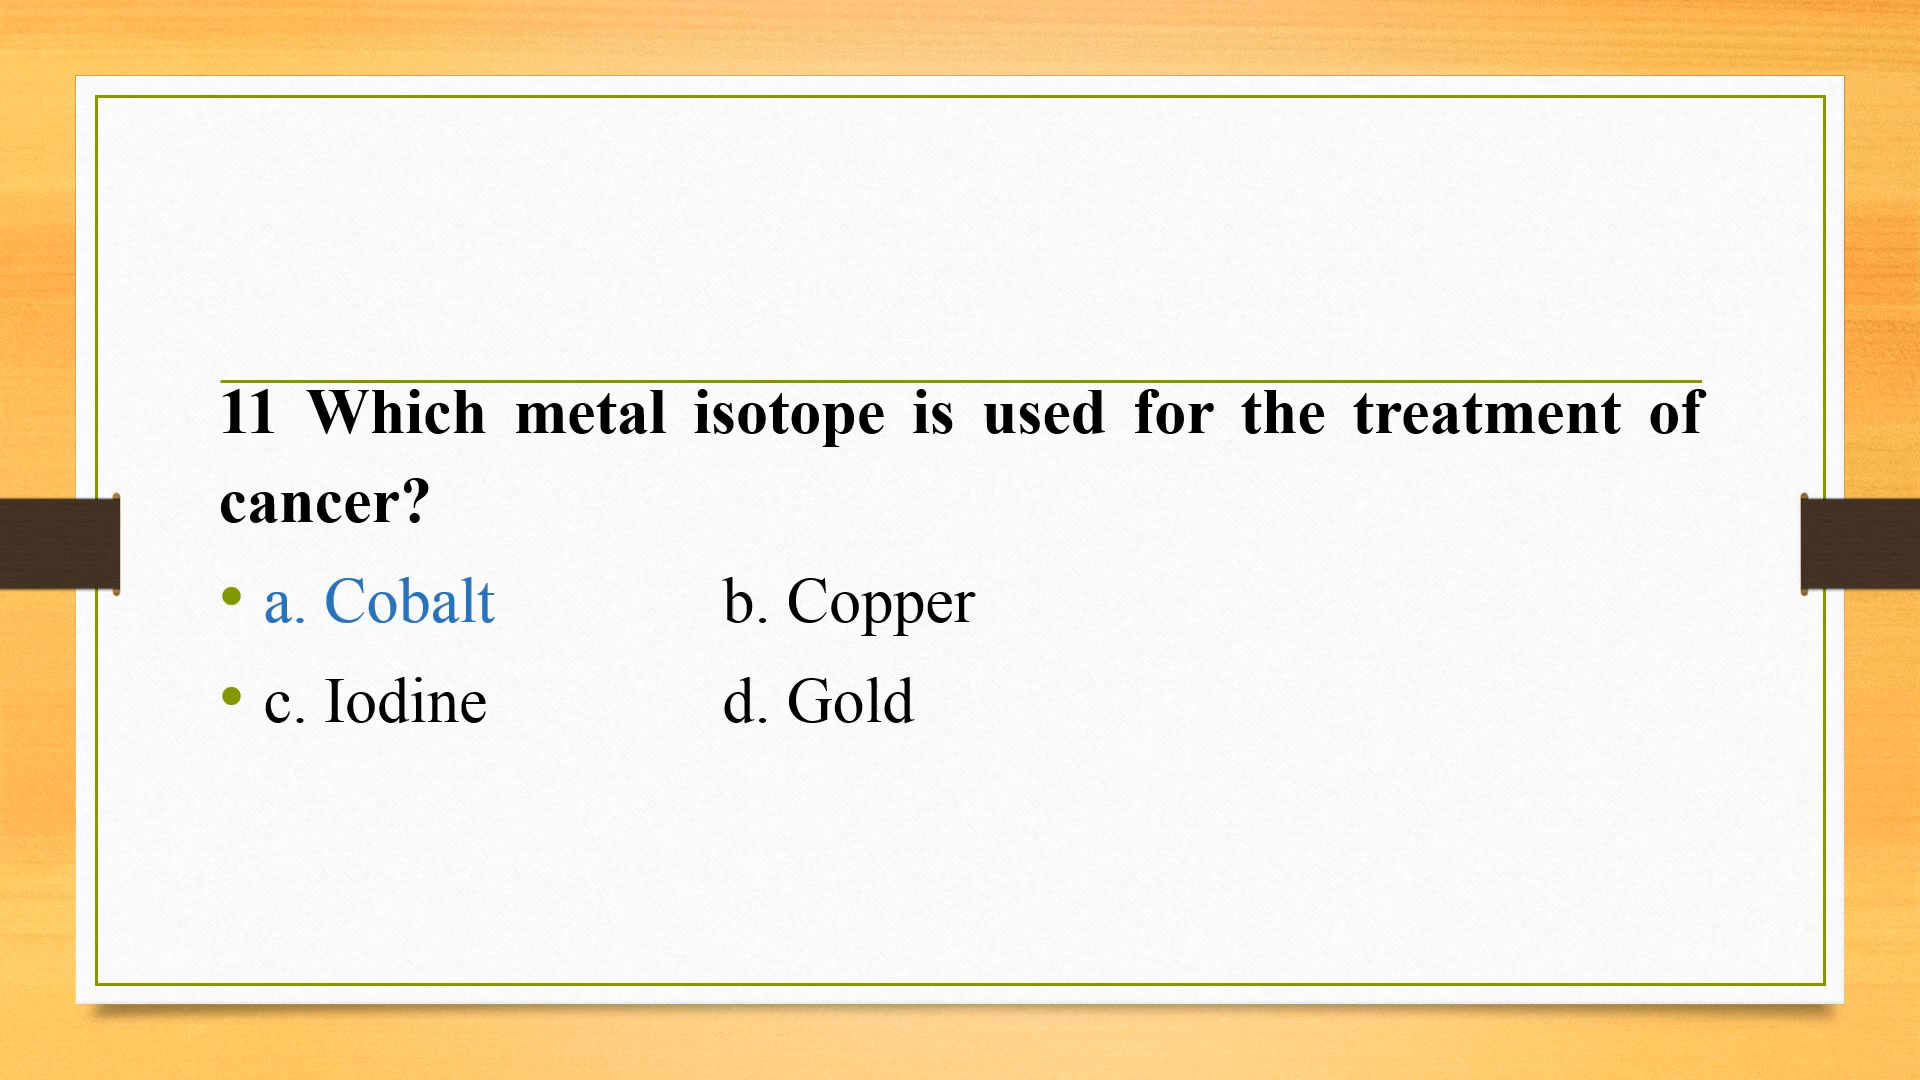 11 Which metal isotope is used for the treatment of
cancer?
• a. Cobalt b. Copper
• c. Iodine d. Gold